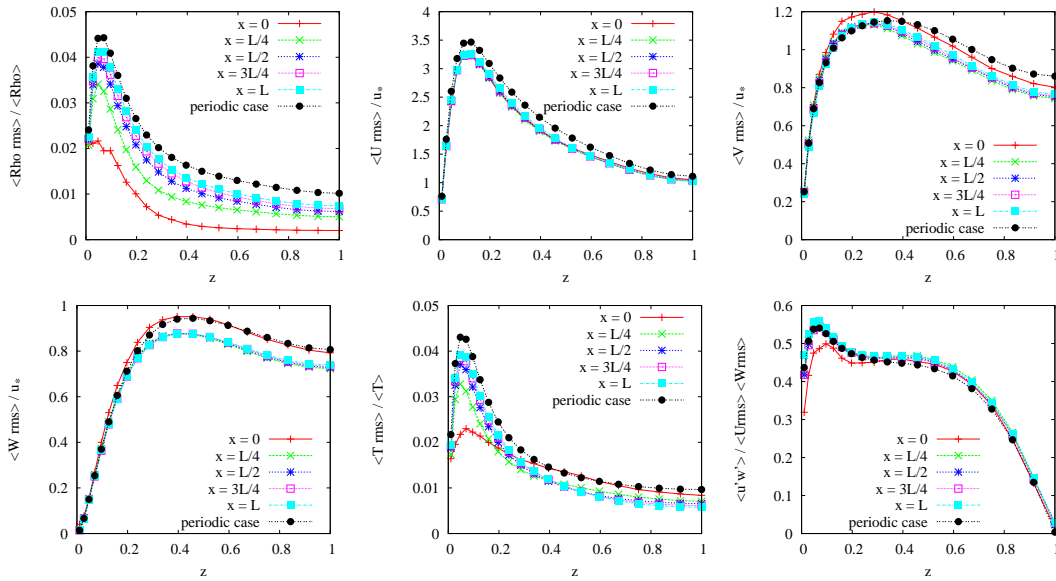 <Rho rms> / <Rho>
0.05
0.04
0.03
0.02
0.01
0
0 0.2 0.4 0.6 0.8 1
z
x = 0
x = L/4
x = L/2
x = 3L/4
x = L
periodic case
<U rms> / u*
4
3.5
3
2.5
2
1.5
1
0.5
0
0 0.2 0.4 0.6 0.8 1
z
x = 0
x = L/4
x = L/2
x = 3L/4
x = L
periodic case
<V rms> / u*
1.2
1
0.8
0.6
0.4
0.2
0
0 0.2 0.4 0.6 0.8 1
z
x = 0
x = L/4
x = L/2
x = 3L/4
x = L
periodic case
<W rms> / u*
1
0.8
0.6
0.4
0.2
0
0 0.2 0.4 0.6 0.8 1
z
x = 0
x = L/4
x = L/2
x = 3L/4
x = L
periodic case
<T rms> / <T>
0.05
0.04
0.03
0.02
0.01
0
0 0.2 0.4 0.6 0.8 1
z
x = 0
x = L/4
x = L/2
x = 3L/4
x = L
periodic case
<u'w'> / <Urms> <Wrms>
0.6
0.5
0.4
0.3
0.2
0.1
0
0 0.2 0.4 0.6 0.8 1
z
x = 0
x = L/4
x = L/2
x = 3L/4
x = L
periodic case